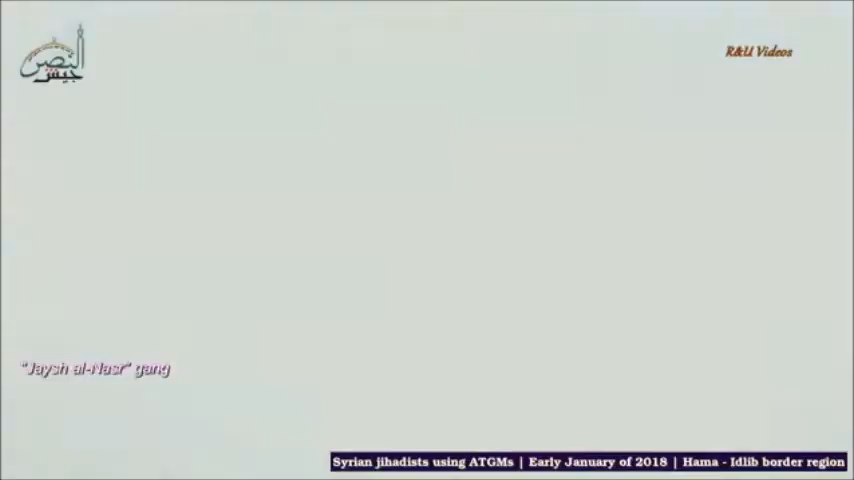 جيش النصر
R&U Videos
"Jaysh al-Nasr" gang
Syrian jihadists using ATGMs | Early January of 2018 | Hama - Idlib border region